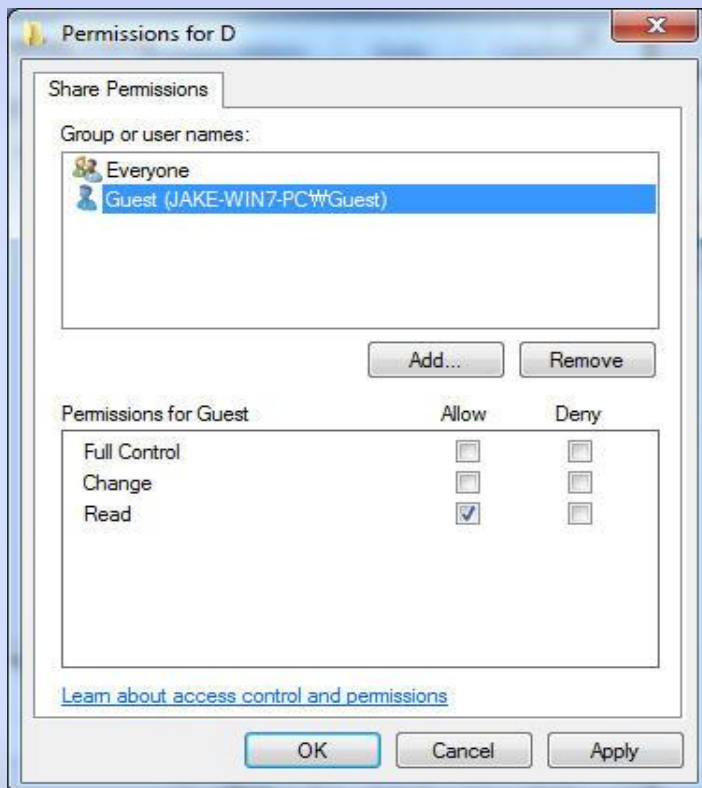 Permissions for D
Share Permissions
Group or user names:
Everyone
Guest (JAKE-WIN7-PC₩Guest)
Add... Remove
Permissions for Guest Allow Deny
Full Control
Change
Read
Learn about access control and permissions
OK Cancel Apply